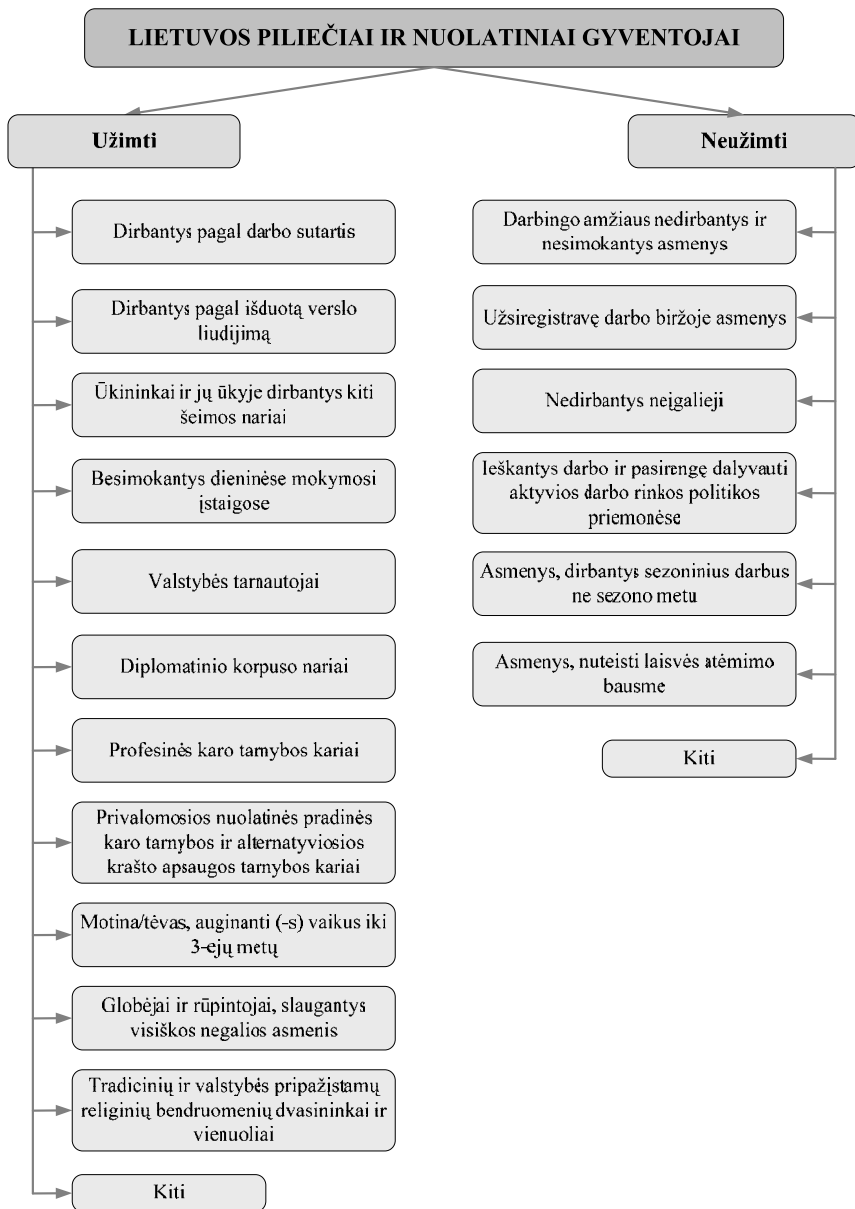 LIETUVOS PILIEČIAI IR NUOLATINIAI GYVENTOJAI
Užimti
Dirbantys pagal darbo sutartis
Dirbantys pagal išduotą verslo
liudijimą
Ūkininkai ir jų ūkyje dirbantys kiti
šeimos nariai
Besimokantys dieninėse mokymosi
įstaigose
Valstybės tarnautojai
Diplomatinio korpuso nariai
Profesinės karo tarnybos kariai
Privalomosios nuolatinės pradinės
karo tarnybos ir alternatyviosios
krašto apsaugos tarnybos kariai
Motina/tėvas, auginanti (-s) vaikus iki
3-ejų metų
Globėjai ir rūpintojai, slaugantys
visiškos negalios asmenis
Tradicinių ir valstybės pripažįstamų
religinių bendruomenių dvasininkai ir
vienuoliai
Kiti
Neužimti
Darbingo amžiaus nedirbantys ir
nesimokantys asmenys
Užsiregistravę darbo biržoje asmenys
Nedirbantys neįgalieji
Ieškantys darbo ir pasirengę dalyvauti
aktyvios darbo rinkos politikos
priemonėse
Asmenys, dirbantys sezoninius darbus
ne sezono metu
Asmenys, nuteisti laisvės atėmimo
bausme
Kiti